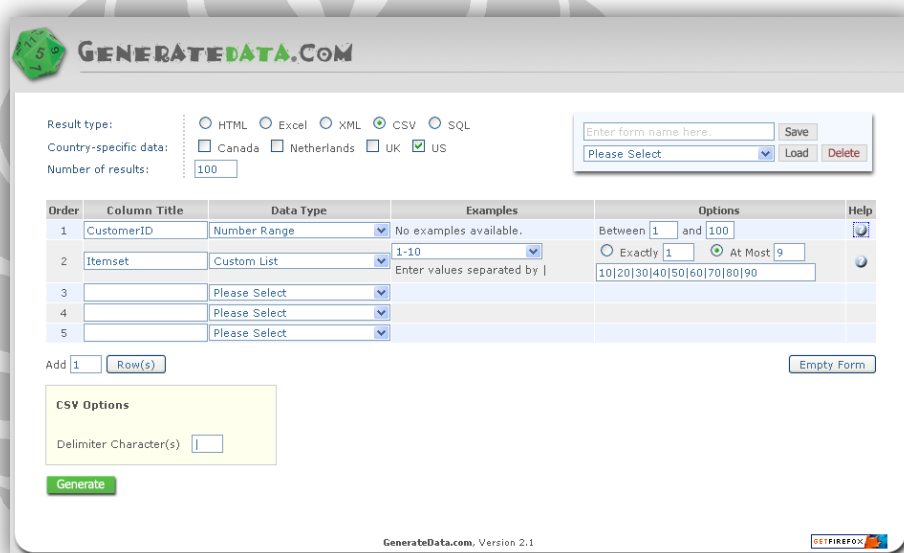 GENERATEDATA.COM
Result type: HTML Excel XML CSV SQL
Country-specific data: Canada Netherlands UK US
Number of results: 100
Enter form name here. Save
Please Select Load Delete
Order Column Title Data Type Examples Options Help
1 CustomerID Number Range No examples available. Between 1 and 100
2 Itemset Custom List 1-10 Exactly 1 At Most 9
Enter values separated by | 10|20|30|40|50|60|70|80|90
3 Please Select
4 Please Select
5 Please Select
Add 1 Row(s) Empty Form
CSV Options
Delimiter Character(s) |
Generate
GenerateData.com, Version 2.1
GETFIREFOX